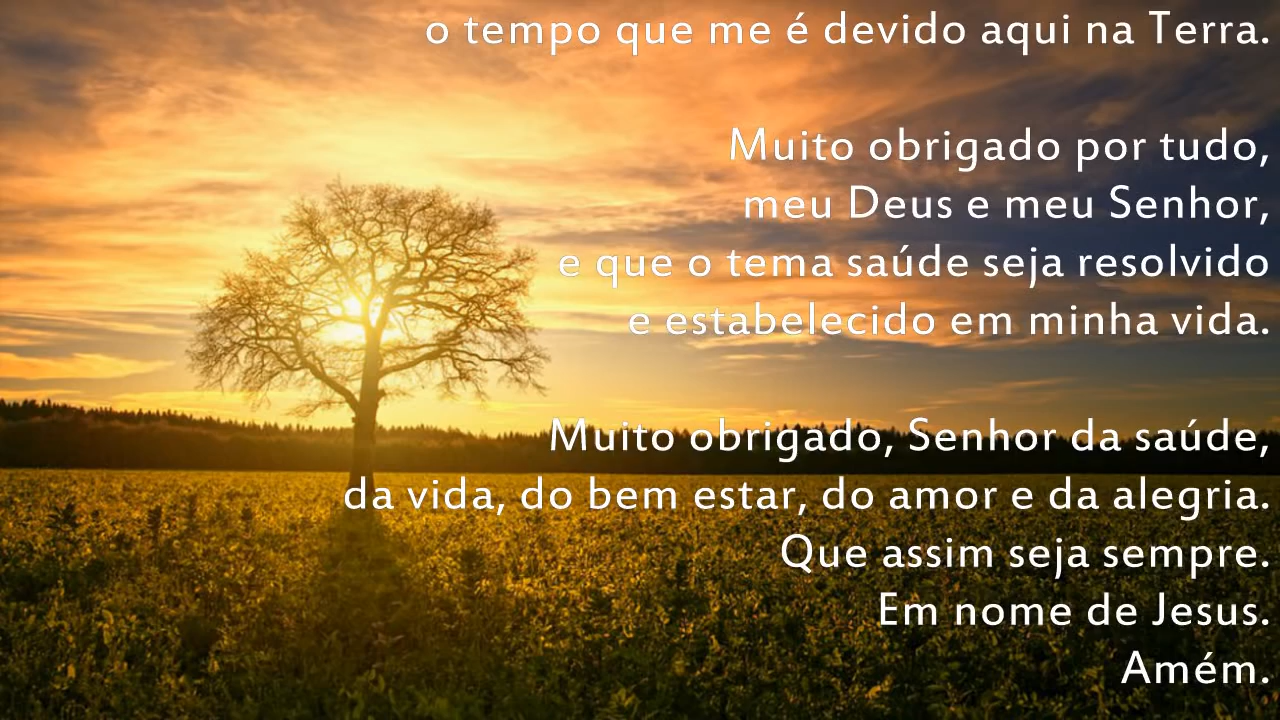 o tempo que me é devido aqui na Terra.
Muito obrigado por tudo,
meu Deus e meu Senhor,
e que o tema saúde seja resolvido
e estabelecido em minha vida.
Muito obrigado, Senhor da saúde,
da vida, do bem estar, do amor e da alegria.
Que assim seja sempre.
Em nome de Jesus.
Amém.